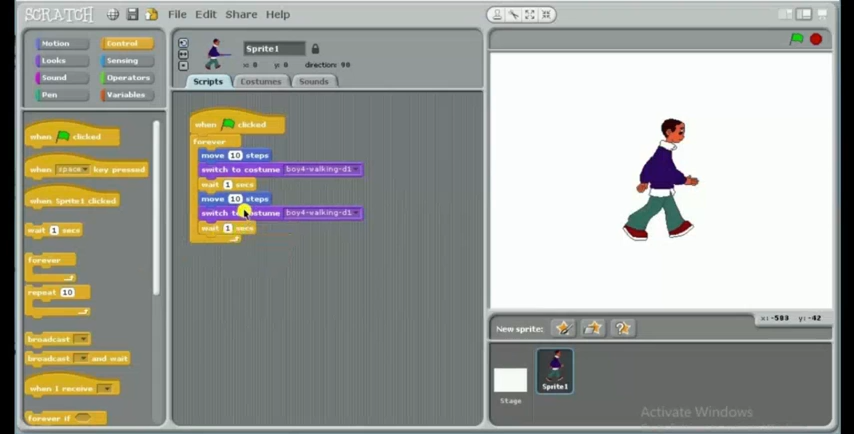 SCRATCH File Edit Share Help
Motion Control
Looks Sensing
Sound Operators
Pen Variables
when clicked
when space key pressed
when Sprite1 clicked
wait 1 secs
forever
repeat 10
broadcast
broadcast and wait
when I receive
forever if
Sprite1
x: 0 y: 0 direction: 90
Scripts Costumes Sounds
when clicked
forever
move 10 steps
switch to costume boy4-walking-d1
wait 1 secs
move 10 steps
switch to costume boy4-walking-d1
wait 1 secs
x: -583 y: -42
New sprite:
Stage
Sprite1
Activate Windows